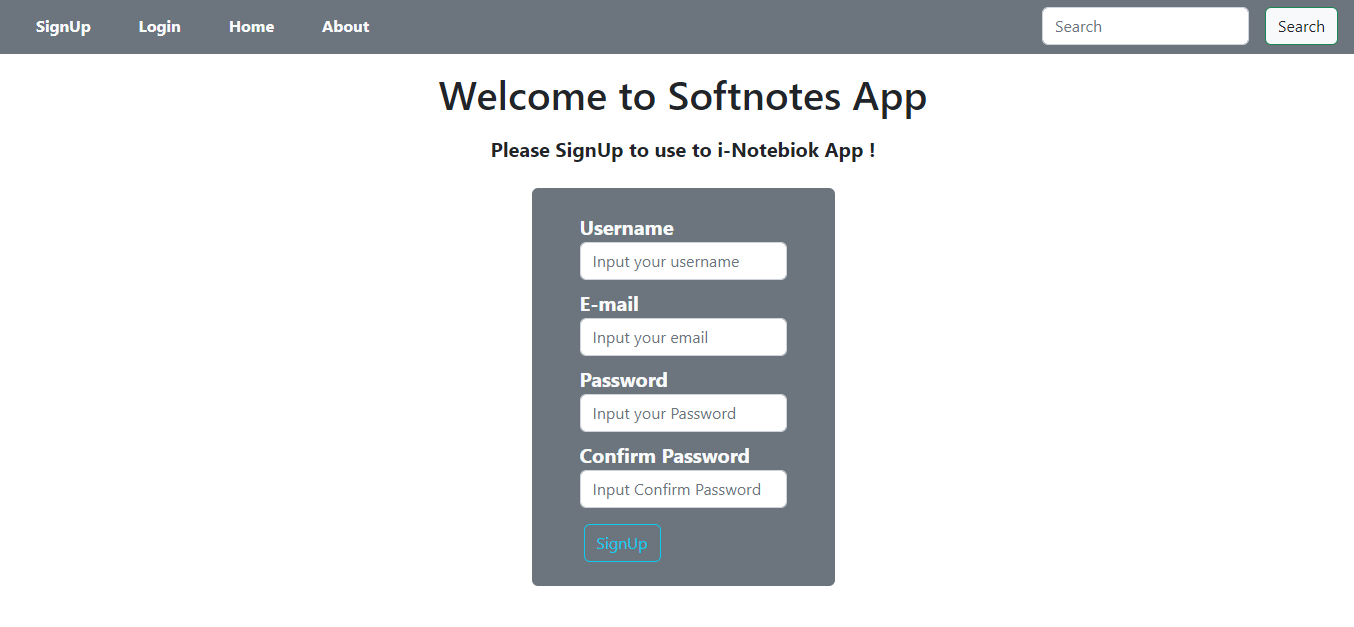 SignUp Login Home About Search Search
Welcome to Softnotes App
Please SignUp to use to i-Notebiok App !
Username
Input your username
E-mail
Input your email
Password
Input your Password
Confirm Password
Input Confirm Password
SignUp